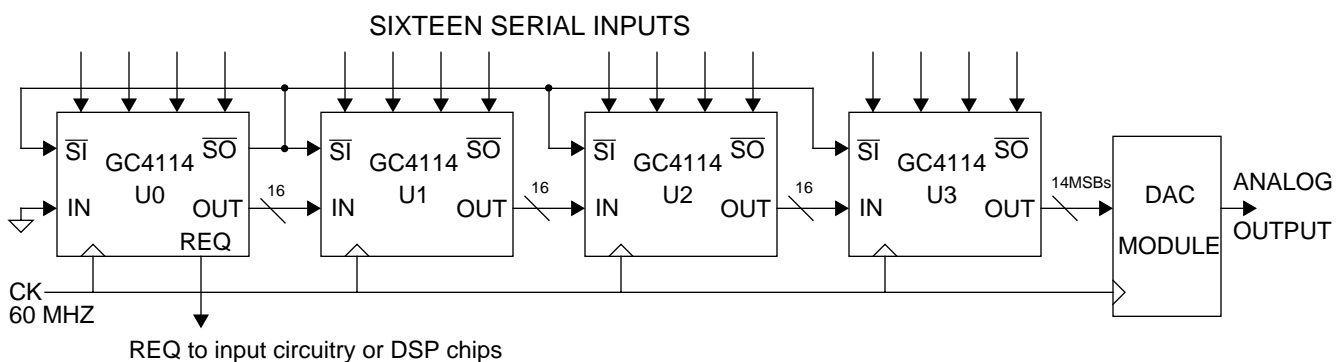 SIXTEEN SERIAL INPUTS
SI SO
GC4114
U0
IN OUT
REQ
16
SI SO
GC4114
U1
IN OUT
16
SI SO
GC4114
U2
IN OUT
16
SI SO
GC4114
U3
IN OUT
14MSBs
DAC
MODULE
ANALOG
OUTPUT
CK
60 MHZ
REQ to input circuitry or DSP chips